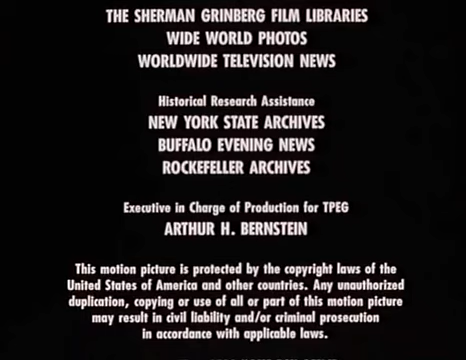 THE SHERMAN GRINBERG FILM LIBRARIES
WIDE WORLD PHOTOS
WORLDWIDE TELEVISION NEWS
Historical Research Assistance
NEW YORK STATE ARCHIVES
BUFFALO EVENING NEWS
ROCKEFELLER ARCHIVES
Executive in Charge of Production for TPEG
ARTHUR H. BERNSTEIN
This motion picture is protected by the copyright laws of the
United States of America and other countries. Any unauthorized
duplication, copying or use of all or part of this motion picture
may result in civil liability and/or criminal prosecution
in accordance with applicable laws.